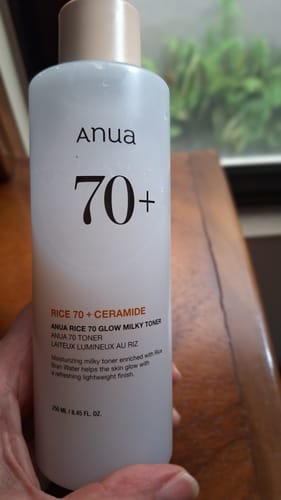 Anua
70+
RICE 70 + CERAMIDE
ANUA RICE 70 GLOW MILKY TONER
ANUA 70 TONER
LAITEUX LUMINEUX AU RIZ
Moisturizing milky toner enriched with Rice
Bran Water helps the skin glow with
a refreshing lightweight finish.
250 ML / 8.45 FL. OZ.